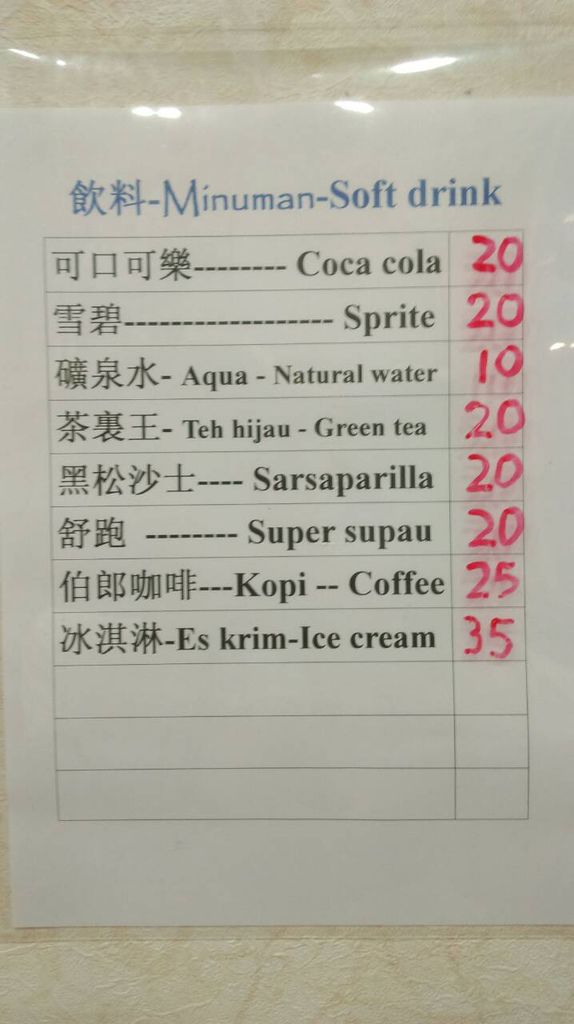 飲料-Minuman-Soft drink
可口可樂-------- Coca cola 20
雪碧------------------ Sprite 20
礦泉水- Aqua - Natural water 10
茶裏王- Teh hijau - Green tea 20
黑松沙士---- Sarsaparilla 20
舒跑 -------- Super supau 20
伯郎咖啡---Kopi -- Coffee 25
冰淇淋-Es krim-Ice cream 35